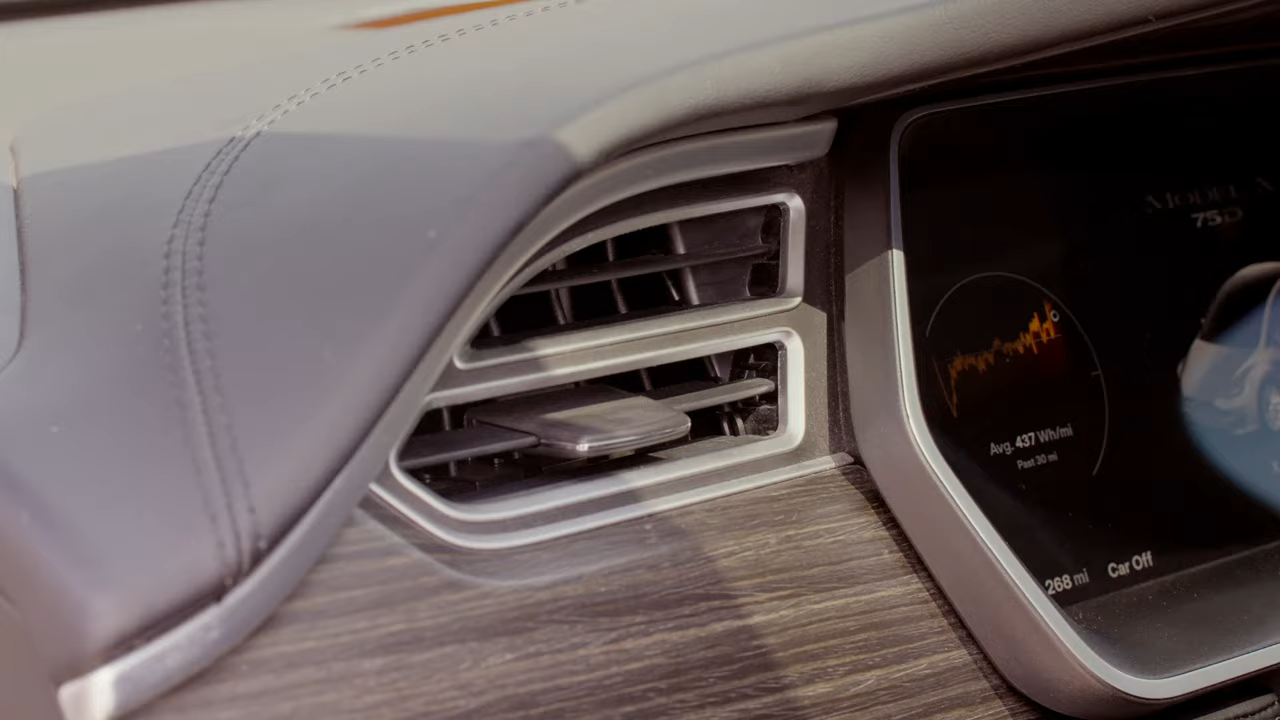 MODEL X
75D
Avg. 437 Wh/mi
Past 30 mi
268 mi
Car Off